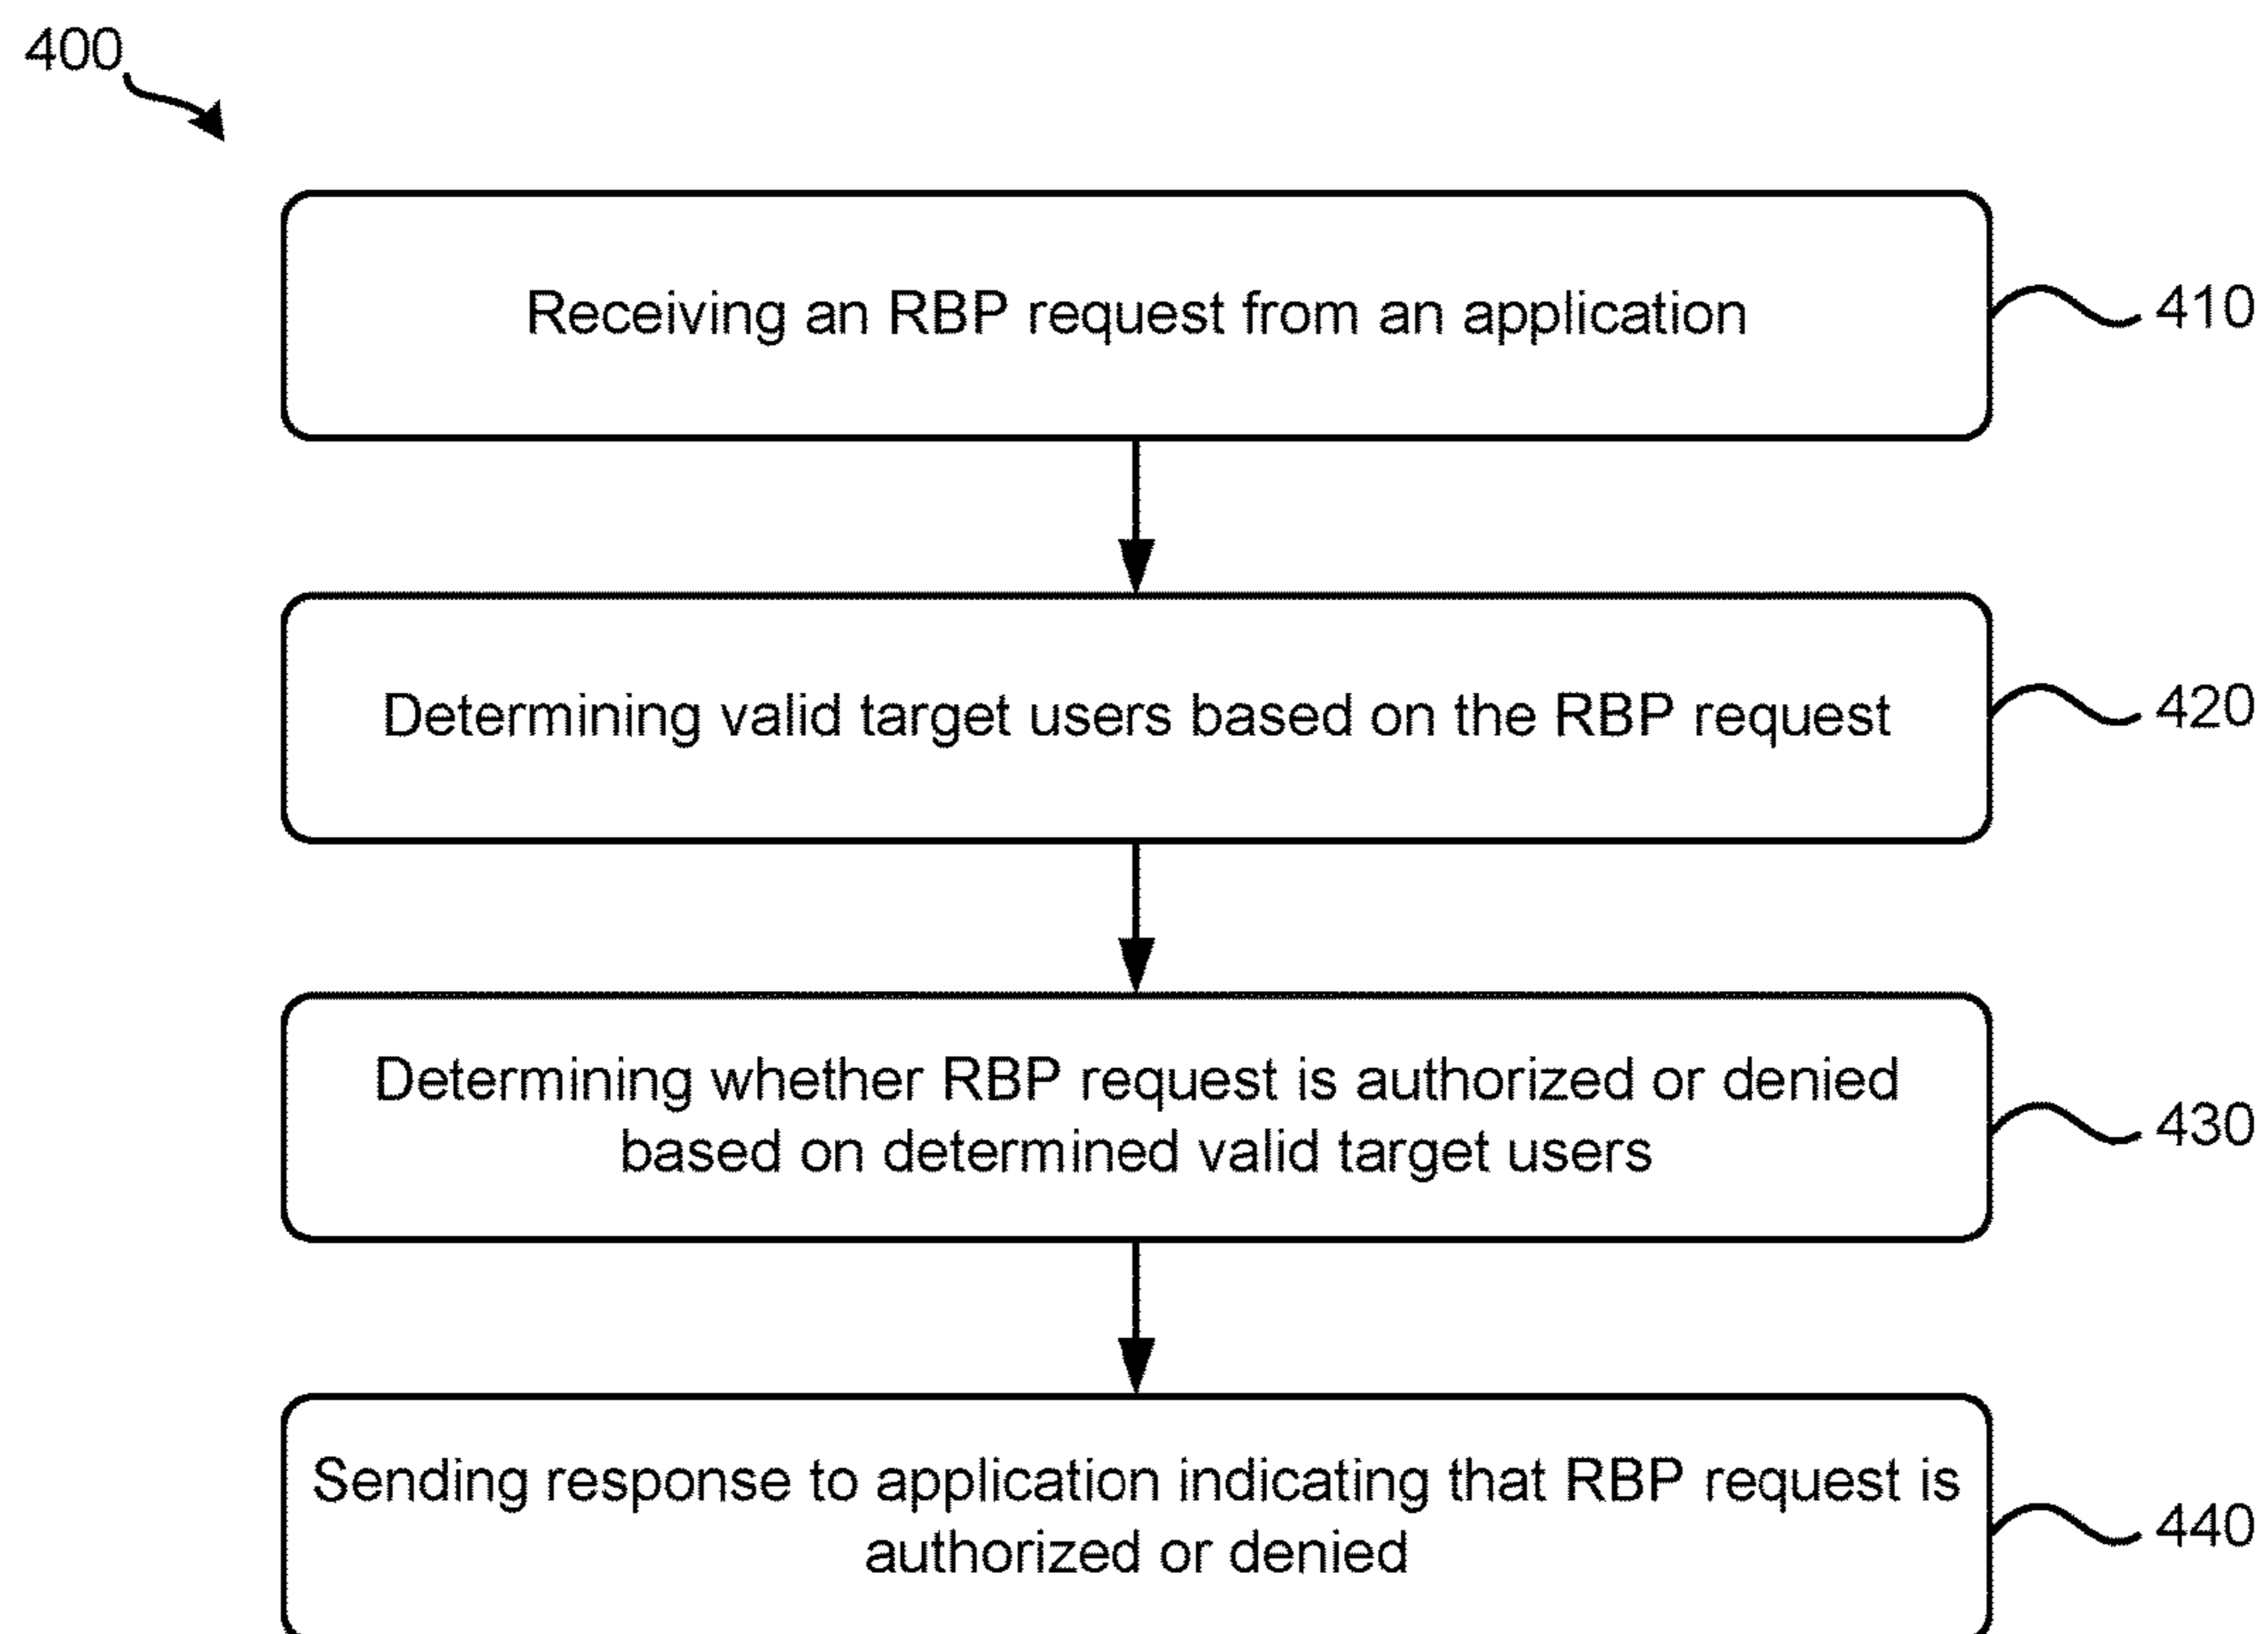 400
Receiving an RBP request from an application
410
Determining valid target users based on the RBP request
420
Determining whether RBP request is authorized or denied
based on determined valid target users
430
Sending response to application indicating that RBP request is
authorized or denied
440